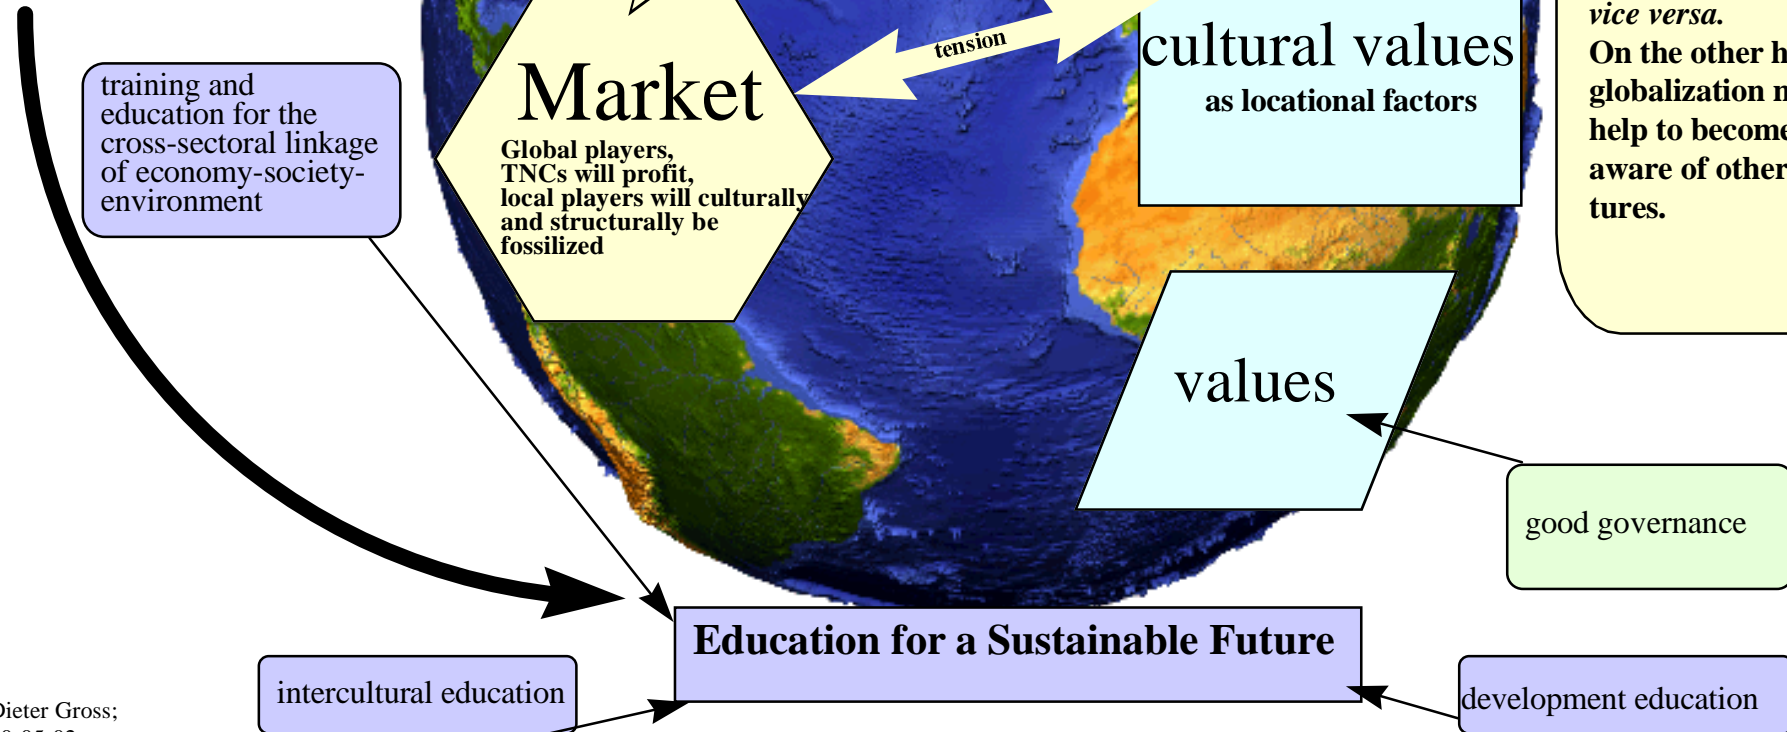 training and
education for the
cross-sectoral linkage
of economy-society-
environment
Market
Global players,
TNCs will profit,
local players will culturally
and structurally be
fossilized
tension
cultural values
as locational factors
vice versa.
On the other
globalization
help to become
aware of other
tures.
values
good governance
Education for a Sustainable Future
intercultural education
development education
Dieter Gross;